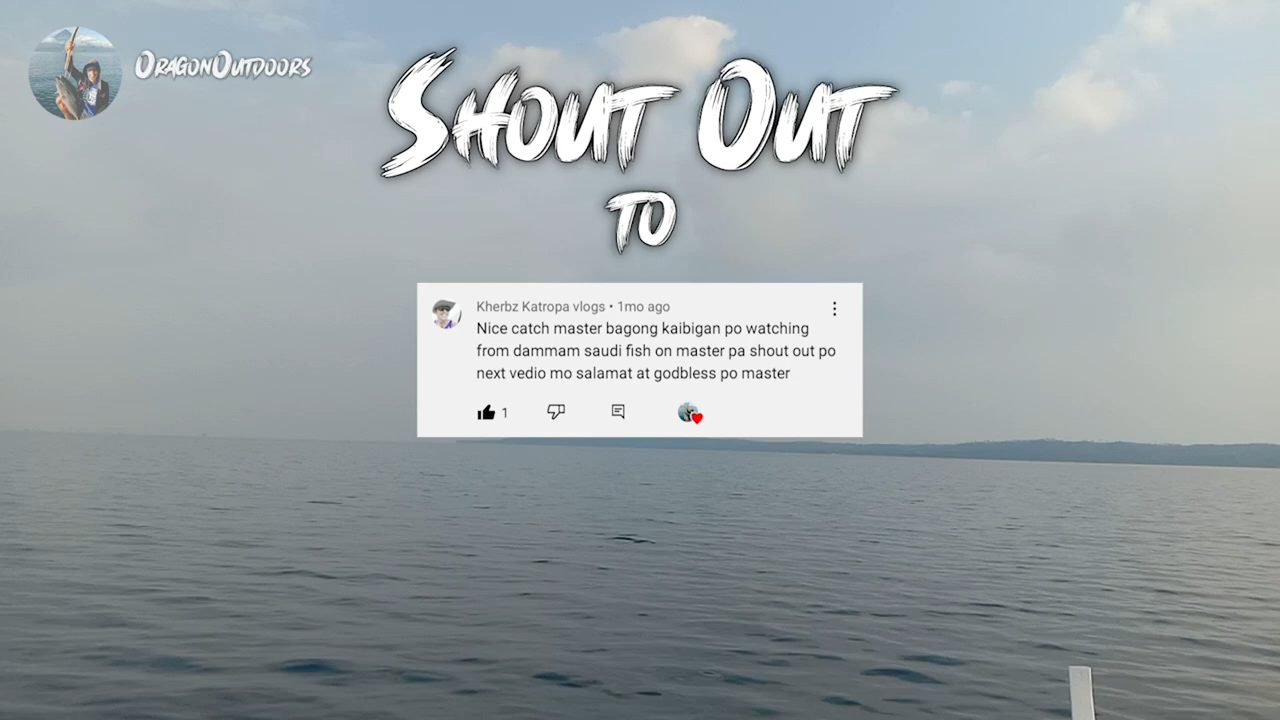 OragonOutdoors
Shout Out
to
Kherbz Katropa vlogs • 1mo ago
Nice catch master bagong kaibigan po watching
from dammam saudi fish on master pa shout out po
next vedio mo salamat at godbless po master
1